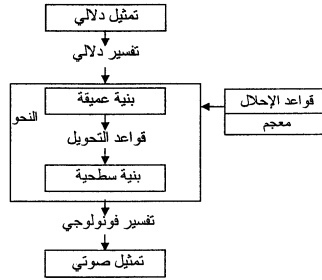 تمثيل دلالي
تفسير دلالي
بنية عميقة
قواعد الإحلال
النحو
معجم
قواعد التحويل
بنية سطحية
تفسير فونولوجي
تمثيل صوتي